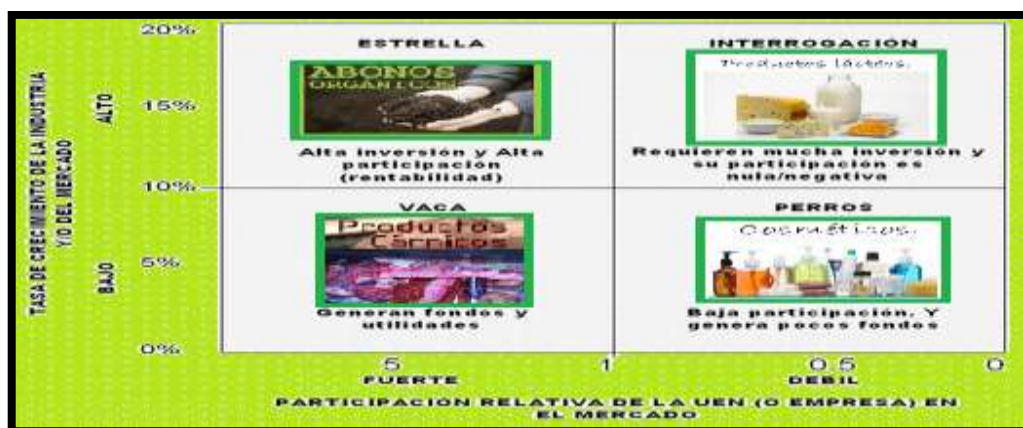 20%
ESTRELLA
INTERROGACIÓN
ABONOS
ORGÁNICOS
Productos lácteos.
TASA DE CRECIMIENTO DE LA INDUSTRIA
Y/O DEL MERCADO
ALTO
15%
Alta inversión y Alta
participación
(rentabilidad)
Requieren mucha inversión y
su participación es
nula/negativa
10%
VACA
PERROS
Productos
Cárnicos
Cosméticos.
BAJO
5%
Generan fondos y
utilidades
Baja participación, Y
genera pocos fondos
0%
5
1
0.5
0
FUERTE
DEBIL
PARTICIPACIÓN RELATIVA DE LA UEN (O EMPRESA) EN
EL MERCADO